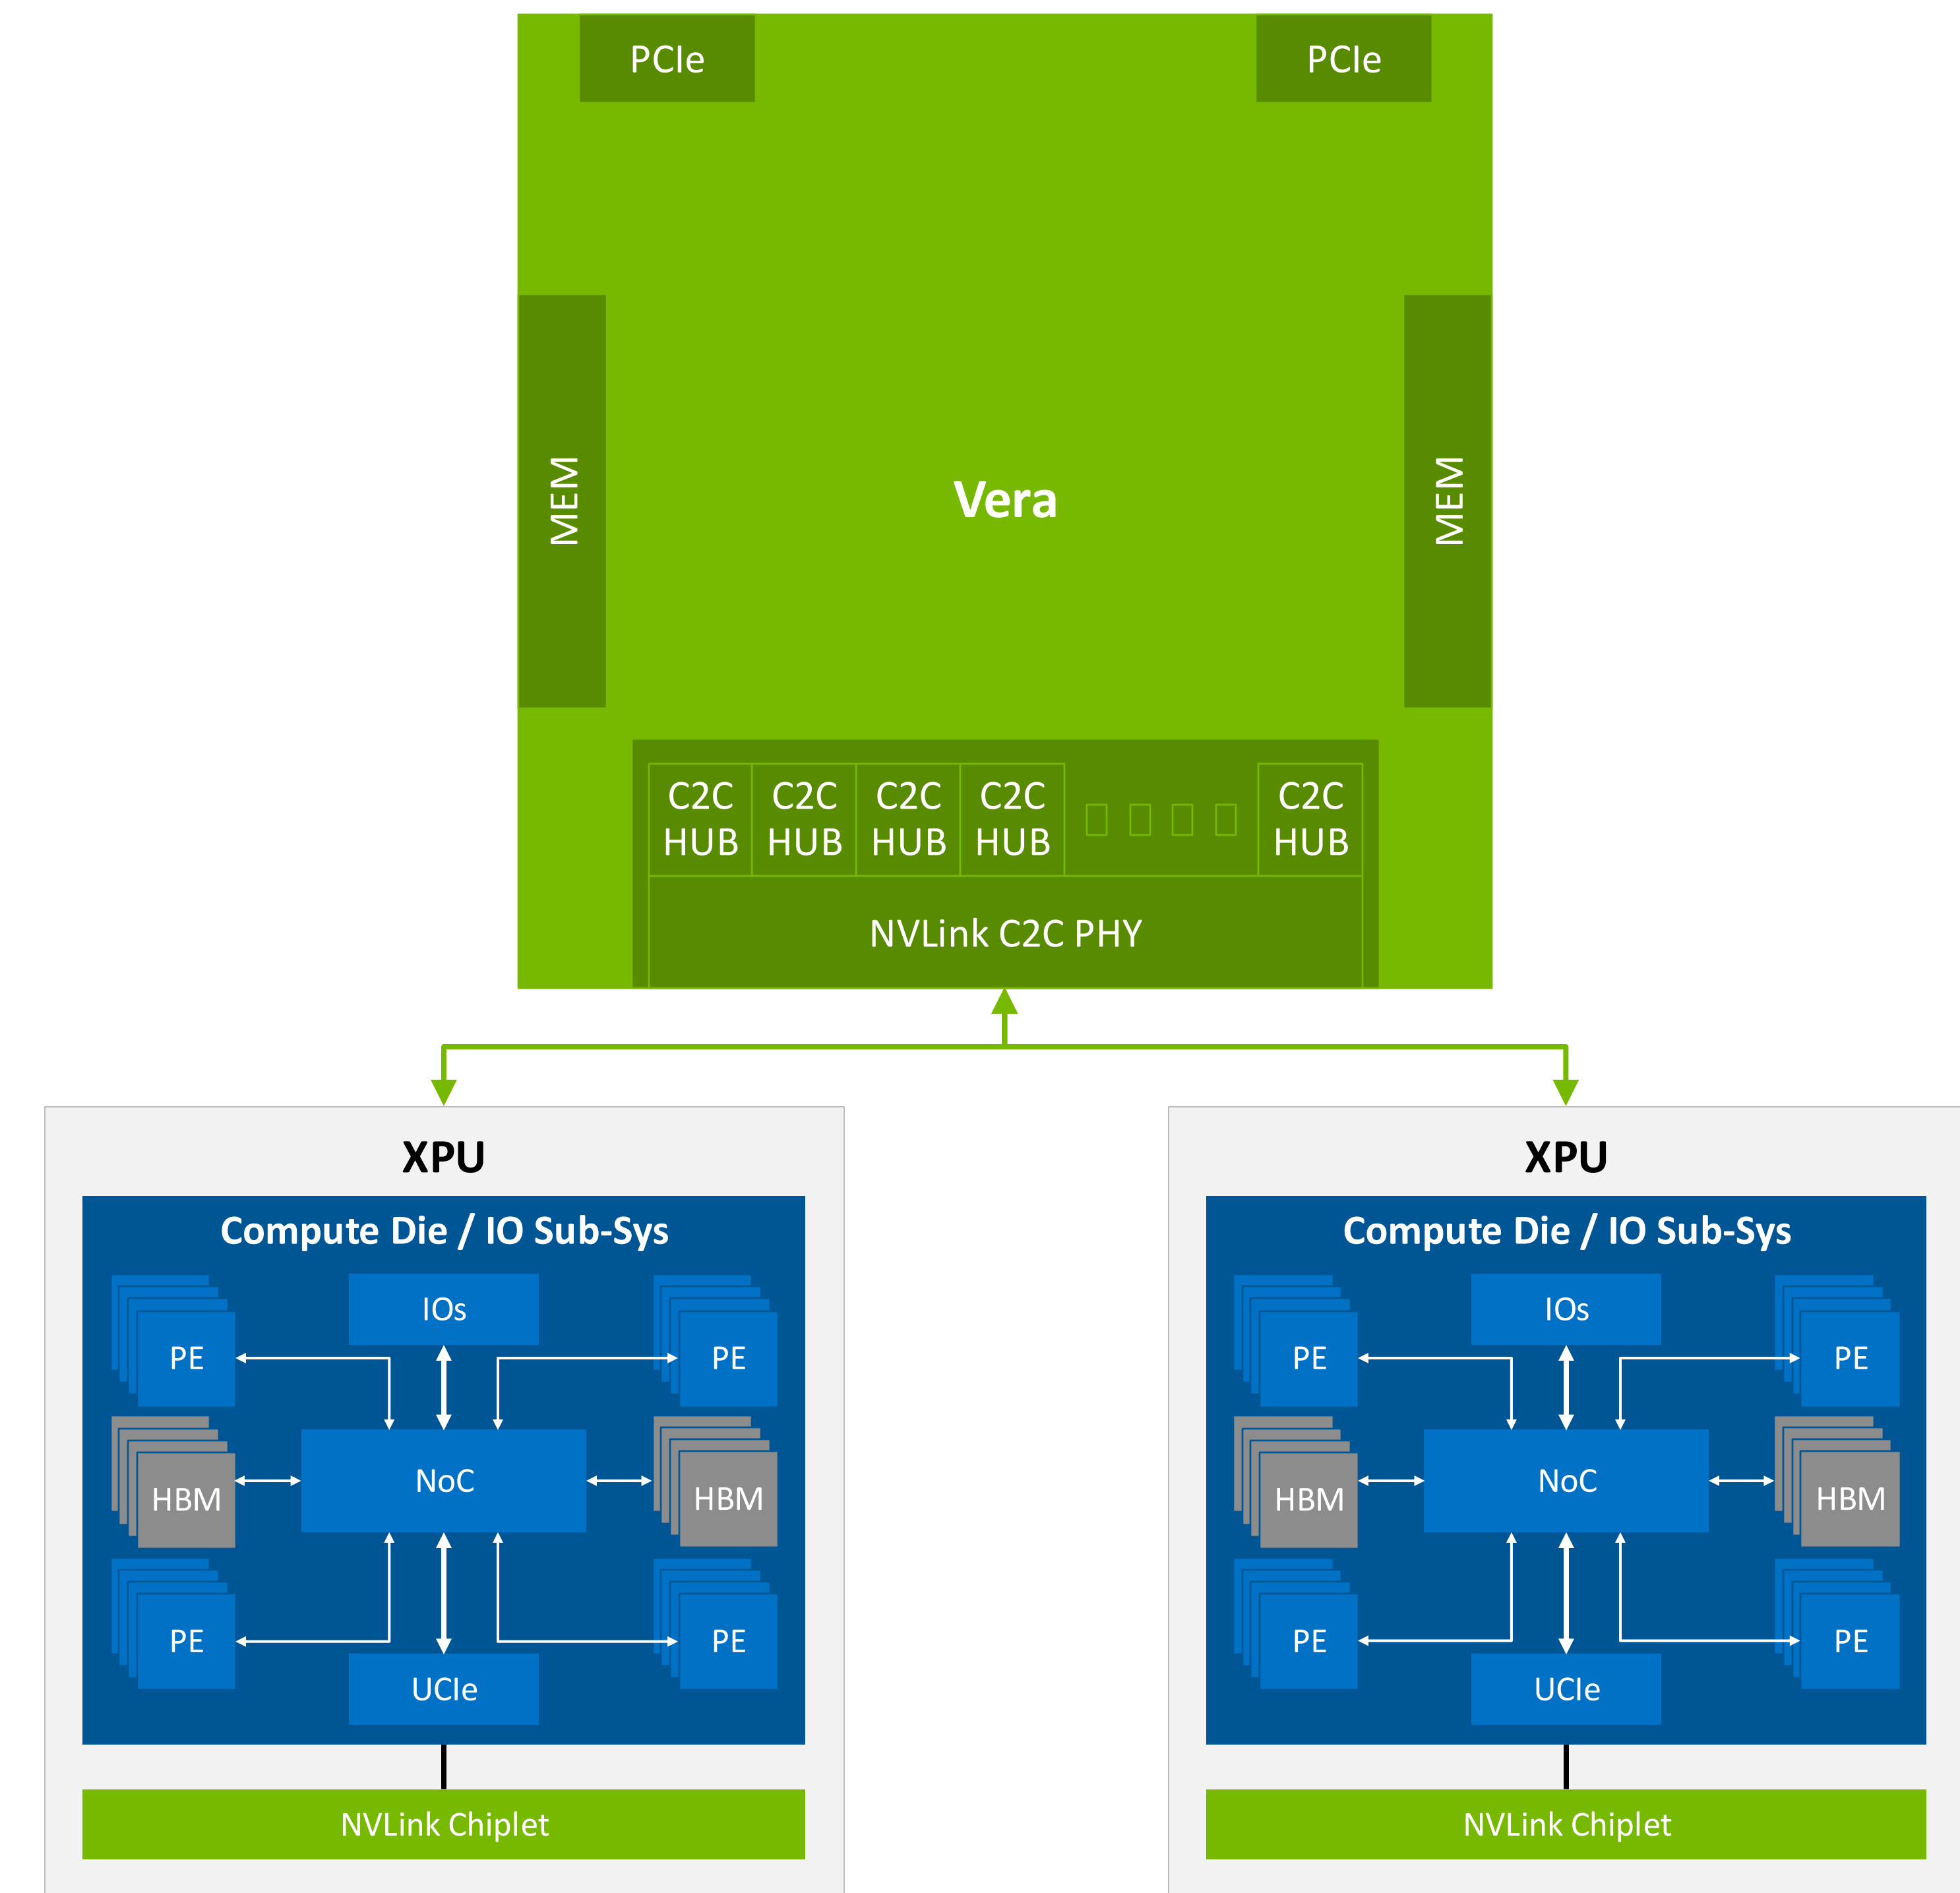 PCIe
PCIe
MEM
Vera
MEM
C2C HUB
C2C HUB
C2C HUB
C2C HUB
C2C HUB
NVLink C2C PHY
XPU
Compute Die / IO Sub-Sys
IOs
PE
PE
NoC
HBM
HBM
PE
PE
UCIe
NVLink Chiplet
XPU
Compute Die / IO Sub-Sys
IOs
PE
PE
NoC
HBM
HBM
PE
PE
UCIe
NVLink Chiplet